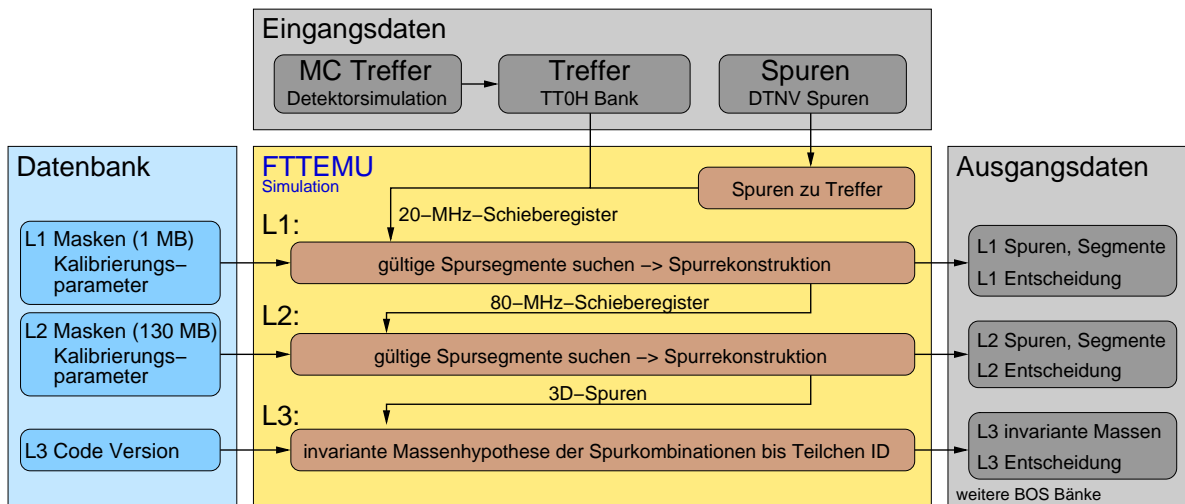 Eingangsdaten
MC Treffer
Detektorsimulation
Treffer
TT0H Bank
Spuren
DTNV Spuren
Datenbank
L1 Masken (1 MB)
Kalibrierungs–
parameter
L2 Masken (130 MB)
Kalibrierungs–
parameter
L3 Code Version
FTTEMU
Simulation
Spuren zu Treffer
20–MHz–Schieberegister
L1:
gültige Spursegmente suchen –> Spurrekonstruktion
80–MHz–Schieberegister
L2:
gültige Spursegmente suchen –> Spurrekonstruktion
3D–Spuren
L3:
invariante Massenhypothese der Spurkombinationen bis Teilchen ID
Ausgangsdaten
L1 Spuren, Segmente
L1 Entscheidung
L2 Spuren, Segmente
L2 Entscheidung
L3 invariante Massen
L3 Entscheidung
weitere BOS Bänke